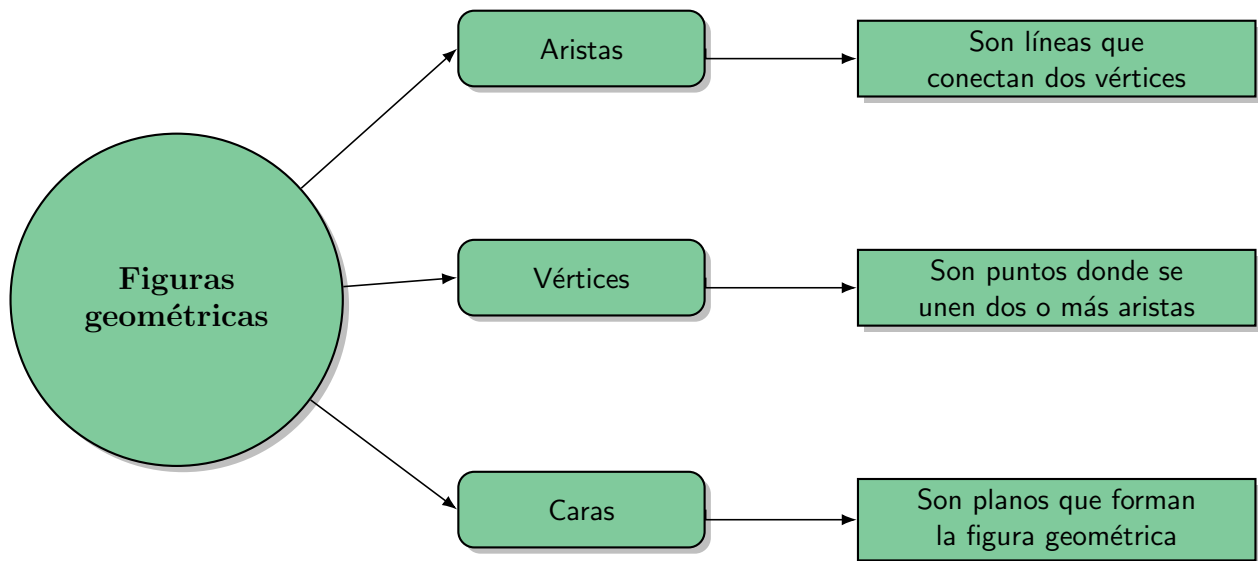 Figuras
geométricas
Aristas
Son líneas que
conectan dos vértices
Vértices
Son puntos donde se
unen dos o más aristas
Caras
Son planos que forman
la figura geométrica